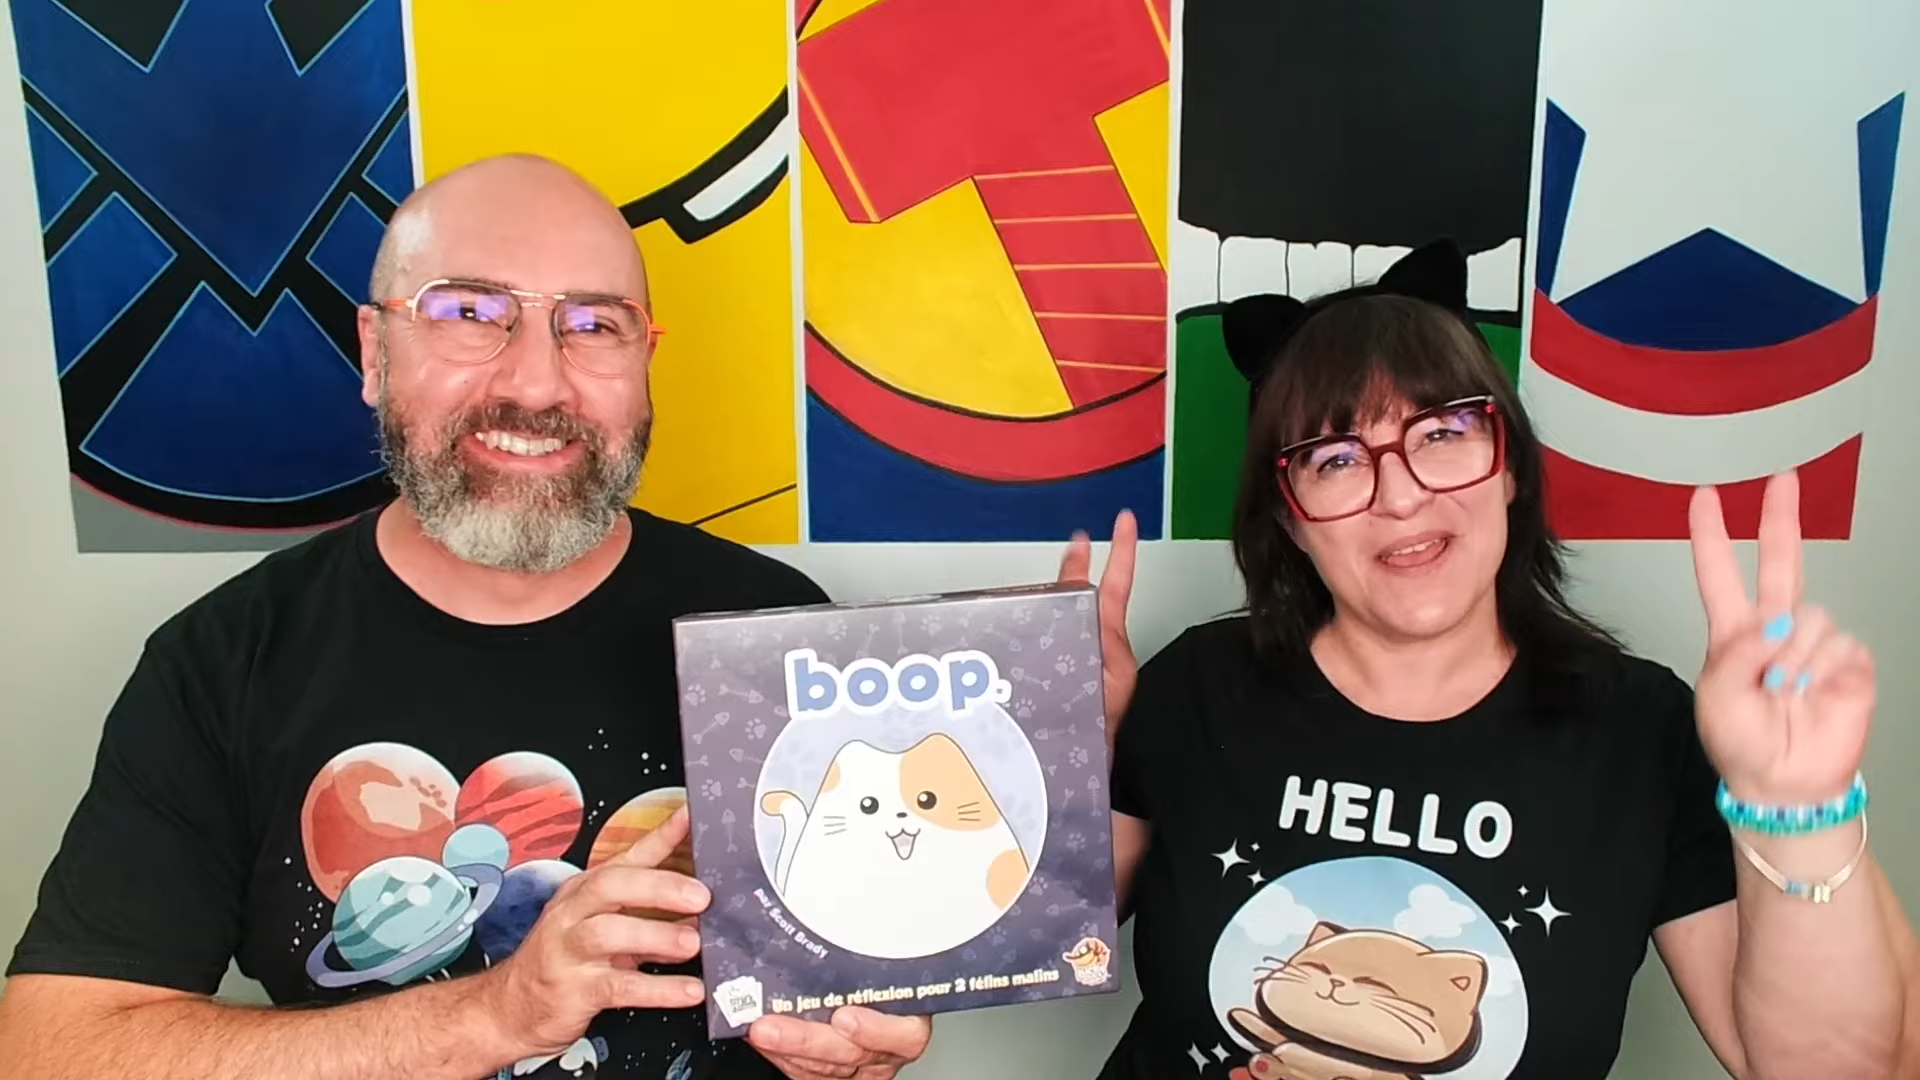 boop.
par Scott Brady
Un jeu de réflexion pour 2 félins malins
HELLO